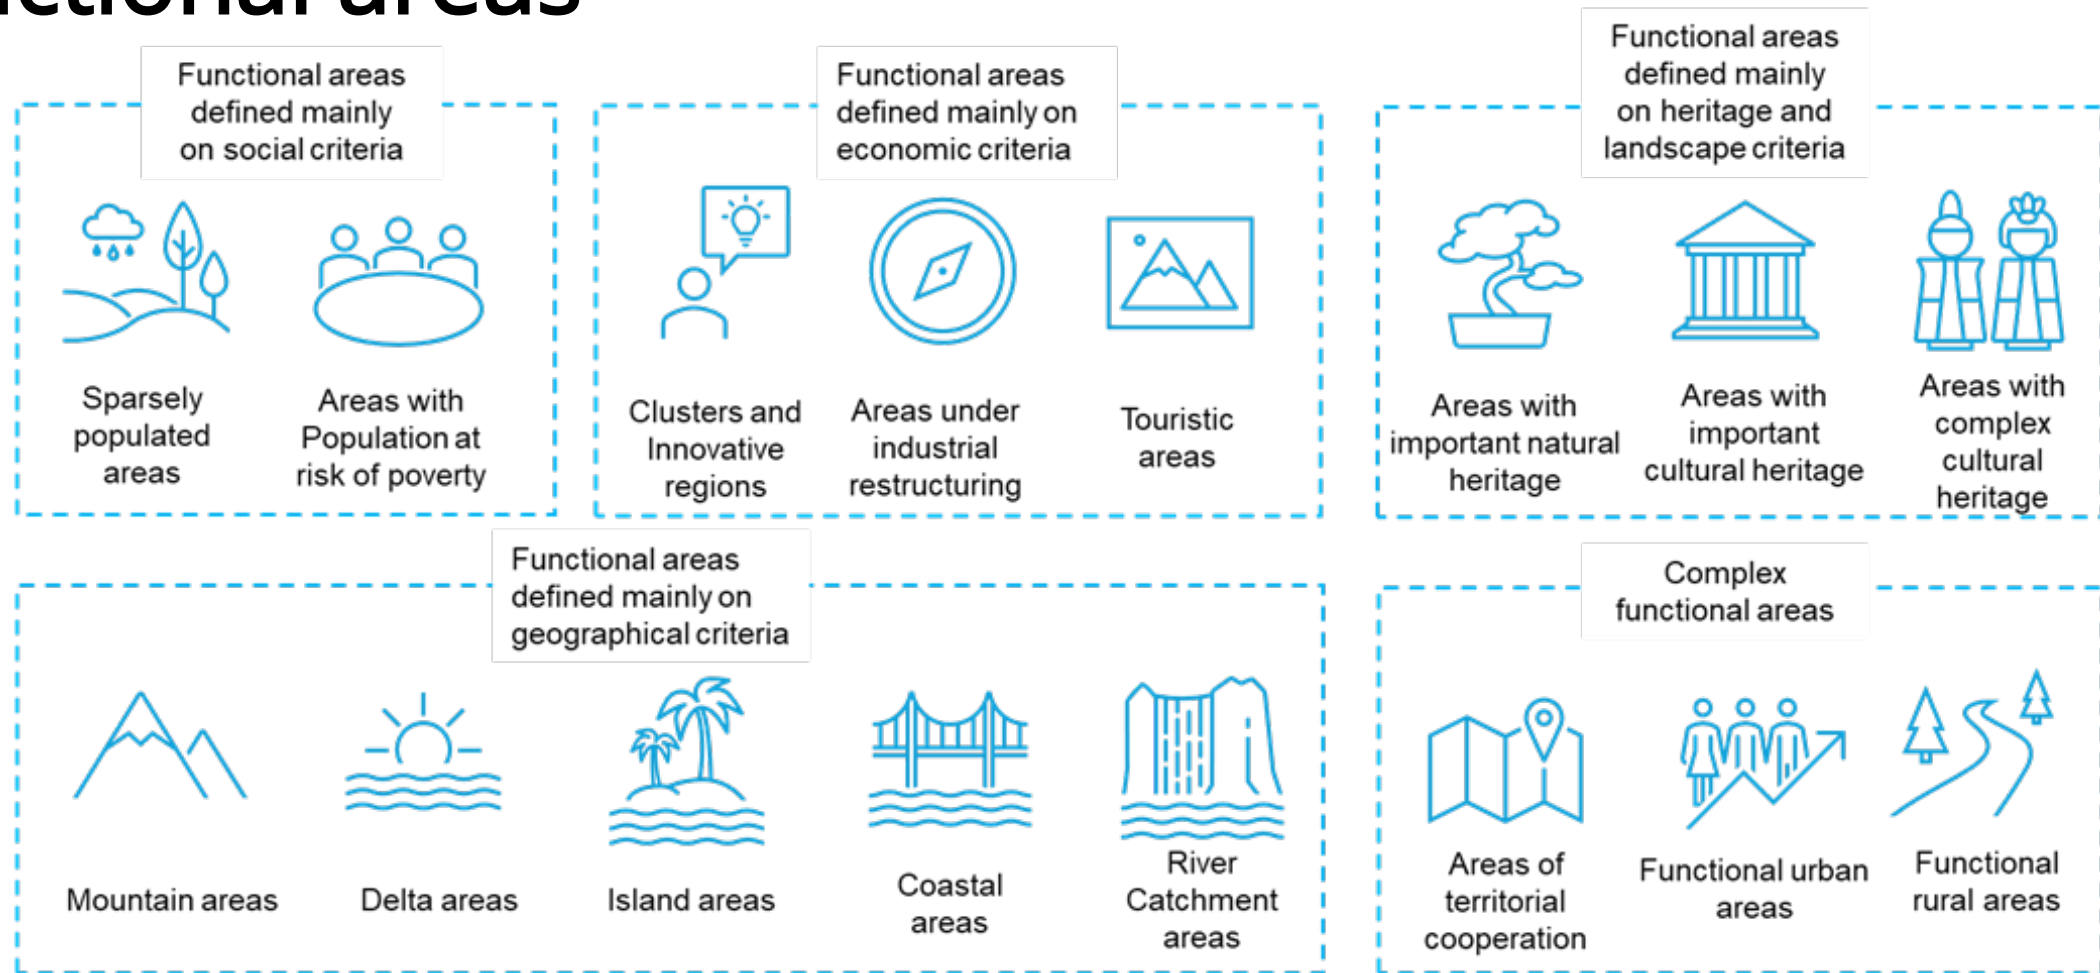 areas
Functional areas
defined mainly
on social criteria
Sparsely
populated
areas
Areas with
Population at
risk of poverty
Functional areas
defined mainly on
economic criteria
Clusters and
Innovative
regions
Areas under
industrial
restructuring
Touristic
areas
Functional areas
defined mainly
on heritage and
landscape criteria
Areas with
important natural
heritage
Areas with
important
cultural heritage
Areas with
complex
cultural
heritage
Functional areas
defined mainly on
geographical criteria
Mountain areas
Delta areas
Island areas
Coastal
areas
River
Catchment
areas
Complex
functional areas
Areas of
territorial
cooperation
Functional urban
areas
Functional
rural areas